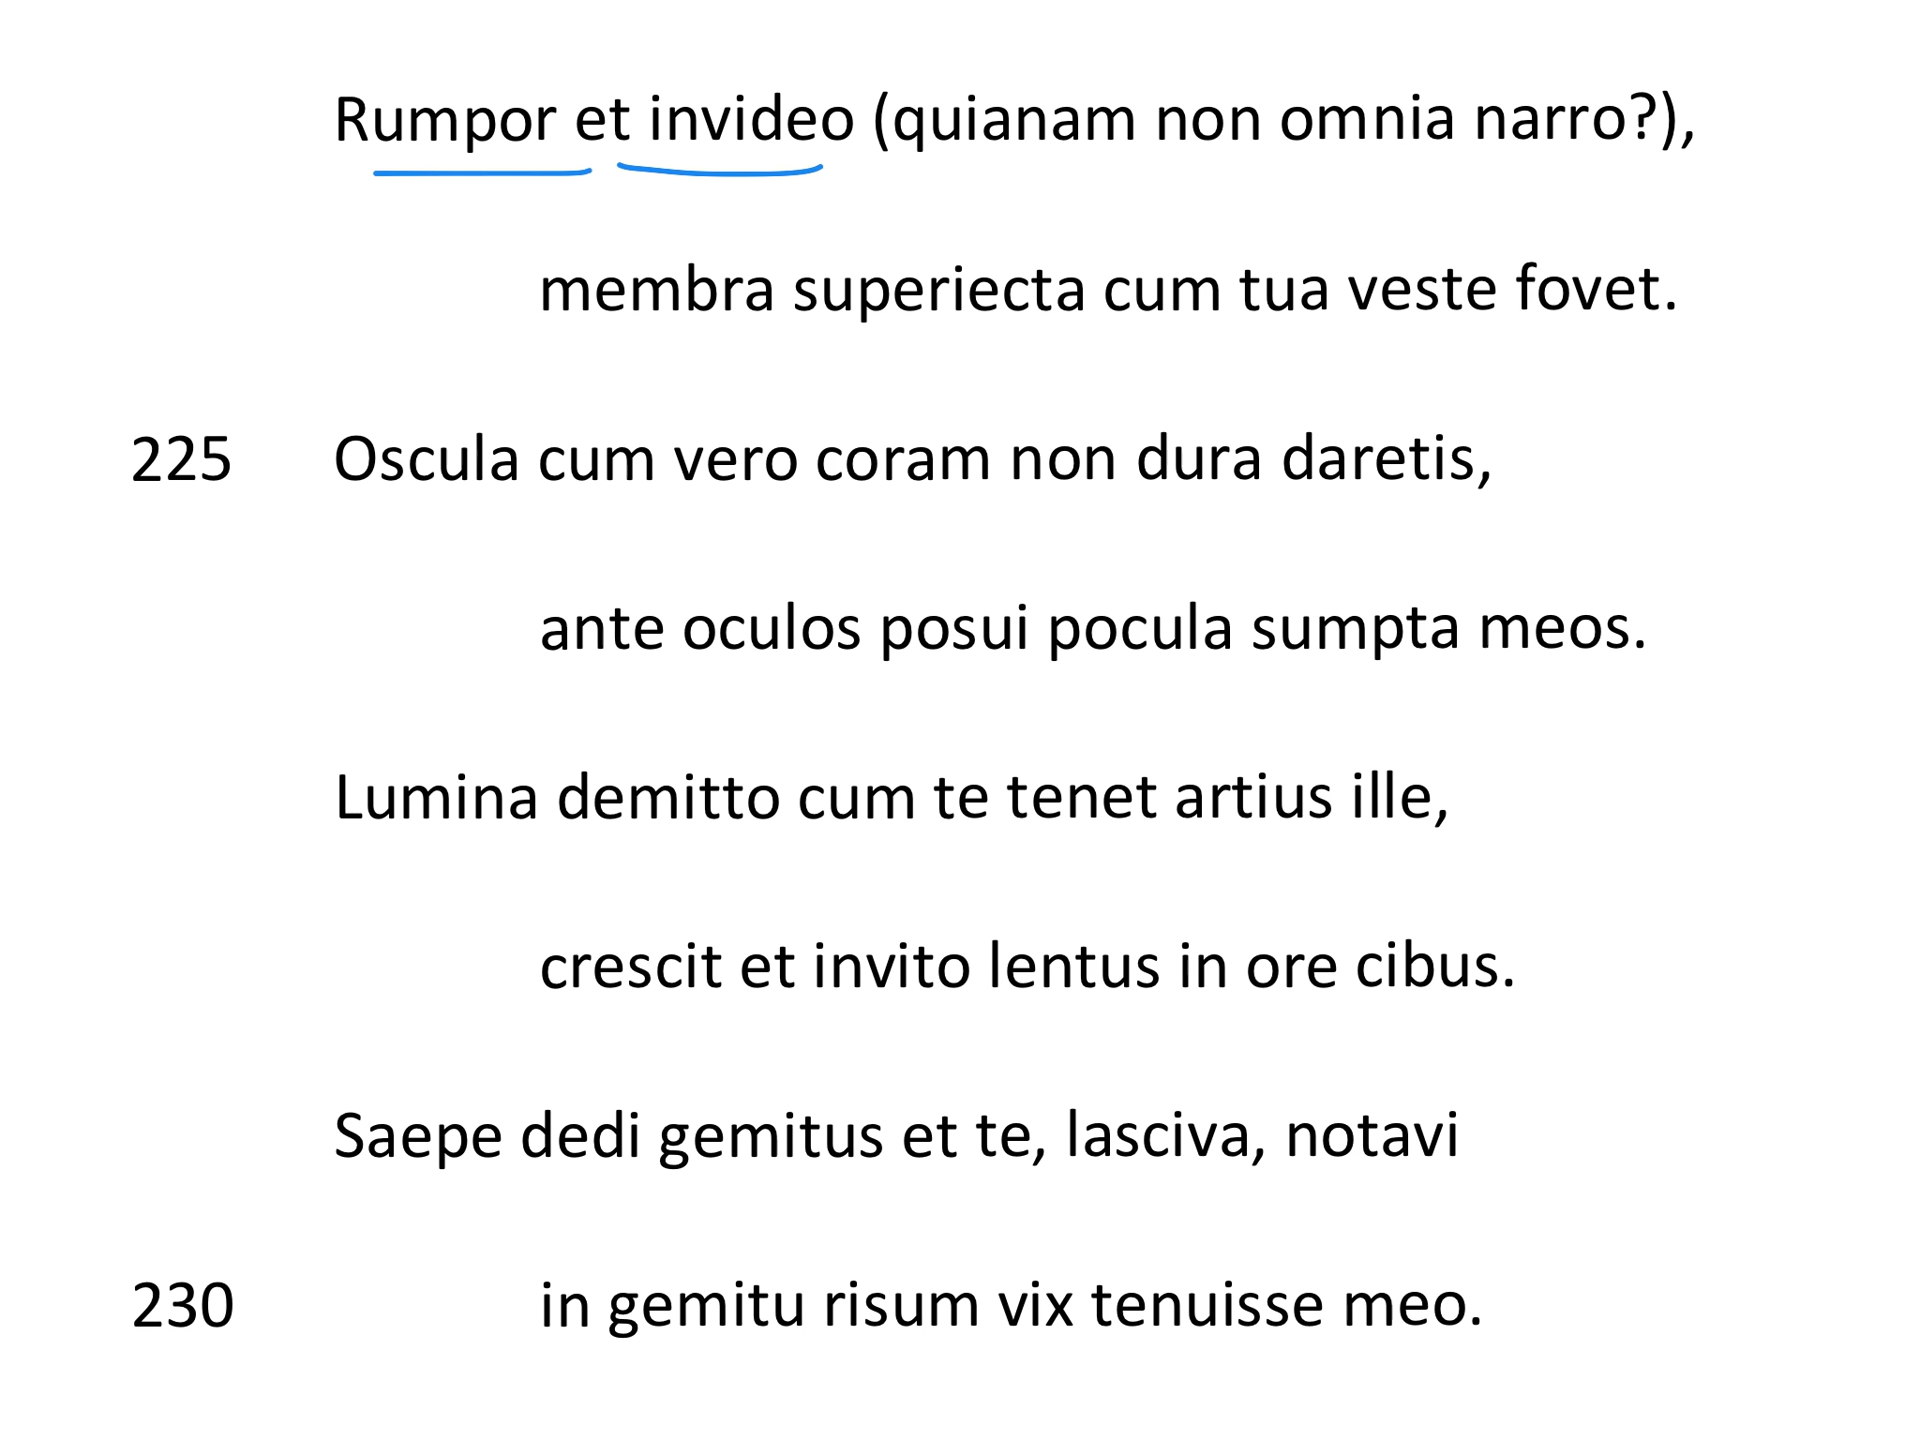 Rumpor et invideo (quianam non omnia narro?),
membra superiecta cum tua veste fovet.
225 Oscula cum vero coram non dura daretis,
ante oculos posui pocula sumpta meos.
Lumina demitto cum te tenet artius ille,
crescit et invito lentus in ore cibus.
Saepe dedi gemitus et te, lasciva, notavi
230 in gemitu risum vix tenuisse meo.